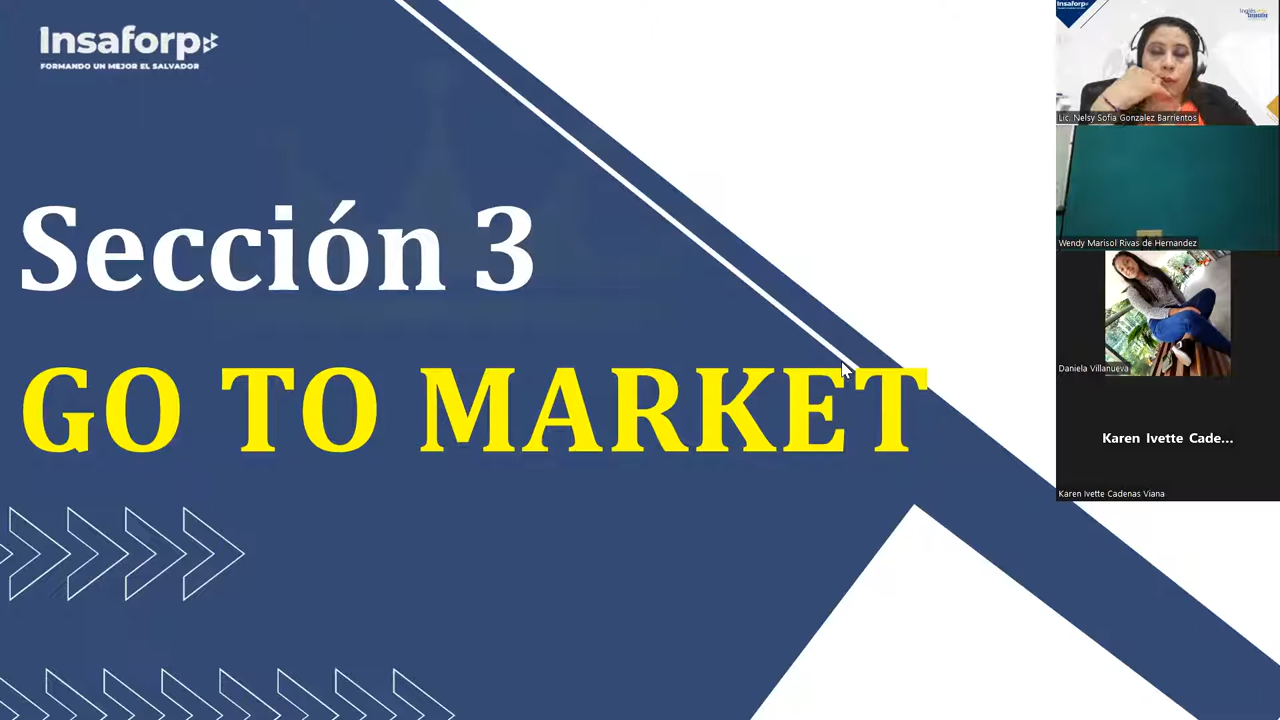 Insaforp
FORMANDO UN MEJOR EL SALVADOR
Sección 3
GO TO MARKET
Insaforp
Lic. Nelsy Sofia Gonzalez Barrientos
Wendy Marisol Rivas de Hernandez
Daniela Villanueva
Karen Ivette Cade...
Karen Ivette Cadenas Viana